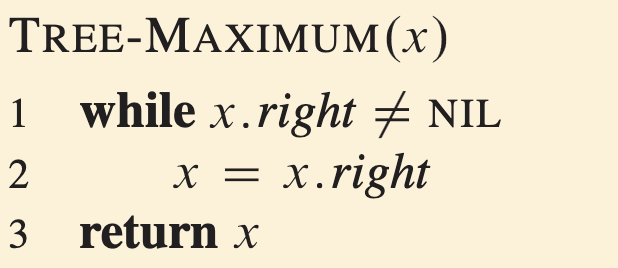 TREE-MAXIMUM(x)
1 while x.right ≠ NIL
2 x = x.right
3 return x